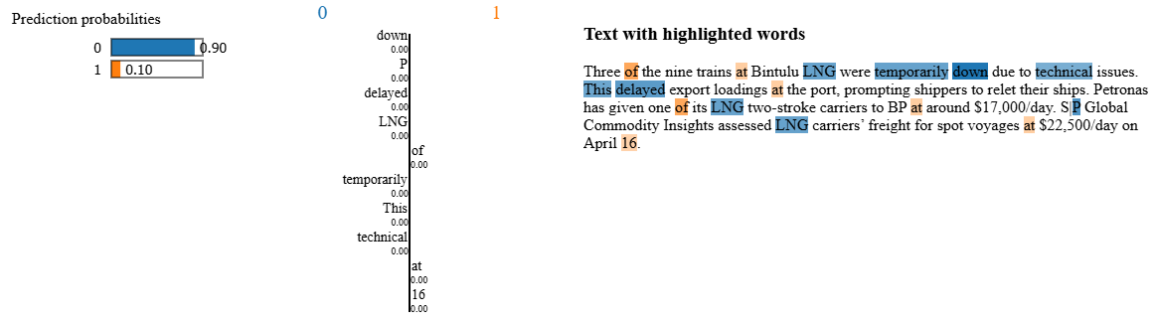 Prediction probabilities
0 0.90
1 0.10
0 1
down
0.00
P
0.00
delayed
0.00
LNG
0.00
of
0.00
temporarily
0.00
This
0.00
technical
0.00
at
0.00
16
0.00
Text with highlighted words
Three of the nine trains at Bintulu LNG were temporarily down due to technical issues.
This delayed export loadings at the port, prompting shippers to relet their ships. Petronas
has given one of its LNG two-stroke carriers to BP at around $17,000/day. S P Global
Commodity Insights assessed LNG carriers’ freight for spot voyages at $22,500/day on
April 16.